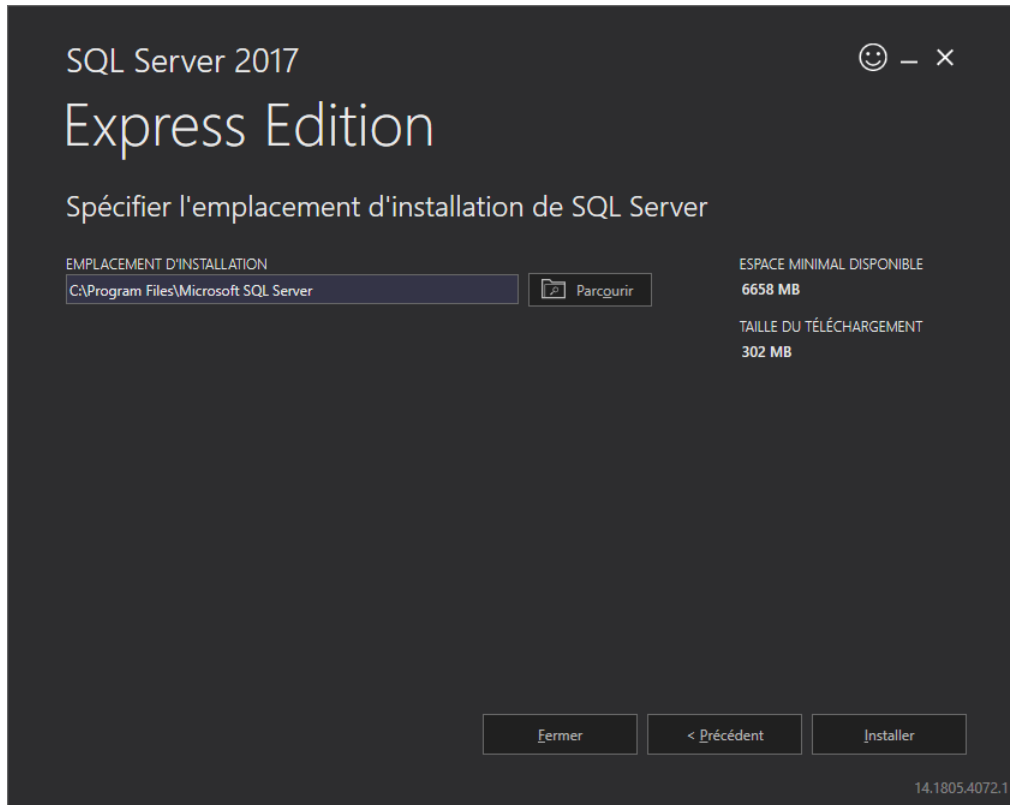 SQL Server 2017
Express Edition
Spécifier l'emplacement d'installation de SQL Server
EMPLACEMENT D'INSTALLATION
C:\Program Files\Microsoft SQL Server
Parcourir
ESPACE MINIMAL DISPONIBLE
6658 MB
TAILLE DU TÉLÉCHARGEMENT
302 MB
Fermer
< Précédent
Installer
14.1805.4072.1